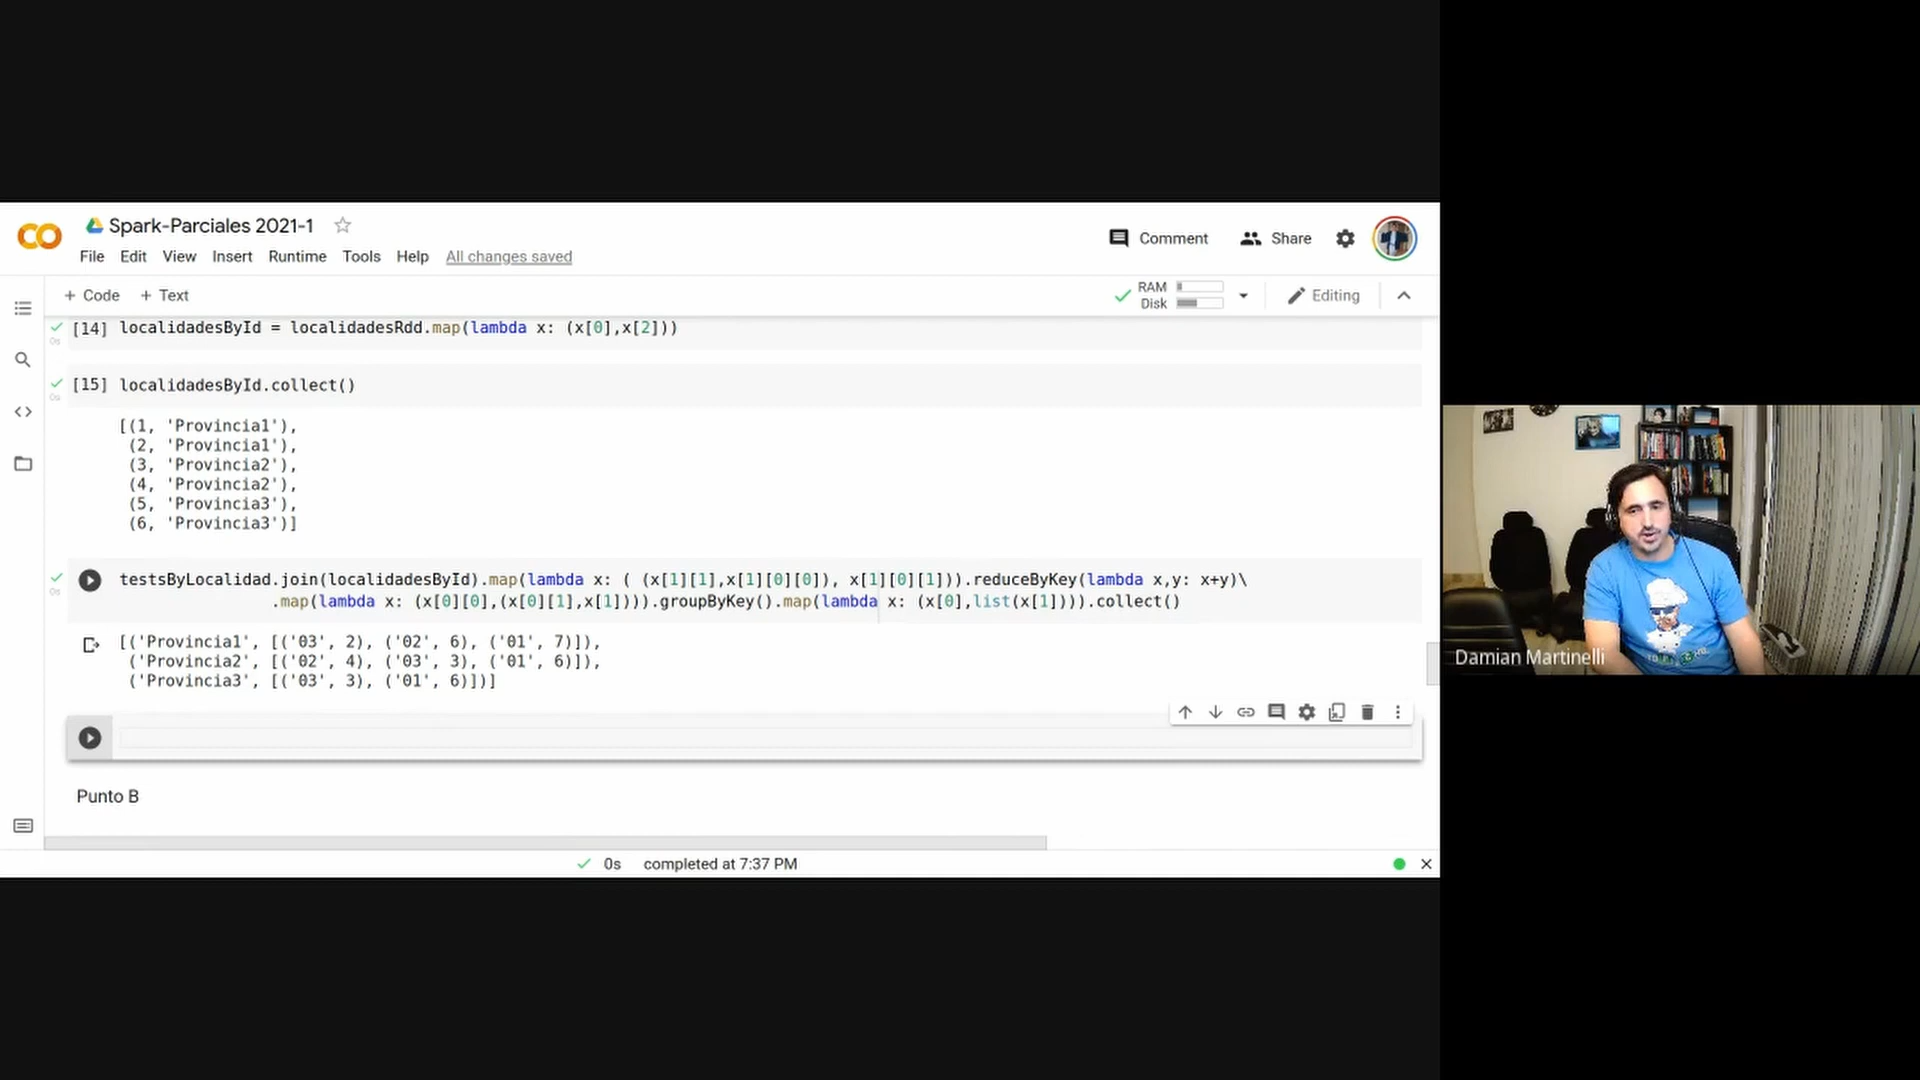 Spark-Parciales 2021-1
File Edit View Insert Runtime Tools Help All changes saved
Comment Share
+ Code + Text
RAM
Disk
Editing
[14] localidadesById = localidadesRdd.map(lambda x: (x[0],x[2]))
0s
[15] localidadesById.collect()
0s
[(1, 'Provincia1'),
(2, 'Provincia1'),
(3, 'Provincia2'),
(4, 'Provincia2'),
(5, 'Provincia3'),
(6, 'Provincia3')]
testsByLocalidad.join(localidadesById).map(lambda x: ( (x[1][1],x[1][0][0]), x[1][0][1])).reduceByKey(lambda x,y: x+y)\
0s
.map(lambda x: (x[0][0],(x[0][1],x[1]))).groupByKey().map(lambda x: (x[0],list(x[1]))).collect()
[('Provincia1', [('03', 2), ('02', 6), ('01', 7)]),
('Provincia2', [('02', 4), ('03', 3), ('01', 6)]),
('Provincia3', [('03', 3), ('01', 6)])]
Punto B
0s completed at 7:37 PM
Damian Martinelli